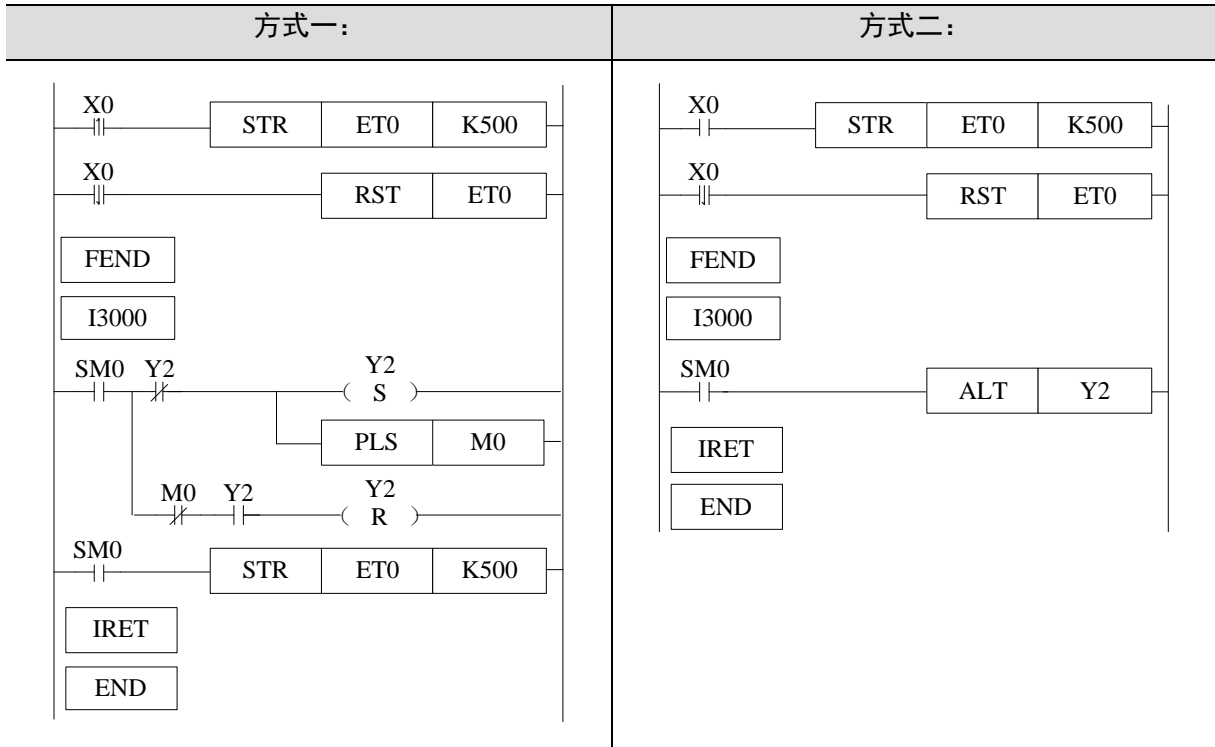 方式一：
X0
STR ET0 K500
X0
RST ET0
FEND
I3000
SM0 Y2 Y2
S
PLS M0
M0 Y2 Y2
R
SM0
STR ET0 K500
IRET
END
方式二：
X0
STR ET0 K500
X0
RST ET0
FEND
I3000
SM0
ALT Y2
IRET
END